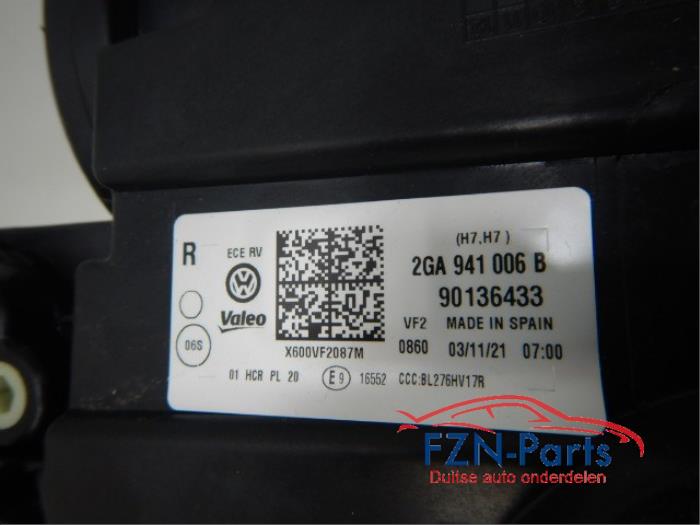 (H7,H7)
R ECE RV
2GA 941 006 B
90136433
Valeo
VF2 MADE IN SPAIN
06S
X600VF2087M 0860 03/11/21 07:00
01 HCR PL 20 E9 16552 CCC:BL276HV17R
FZN-Parts
Duitse auto onderdelen